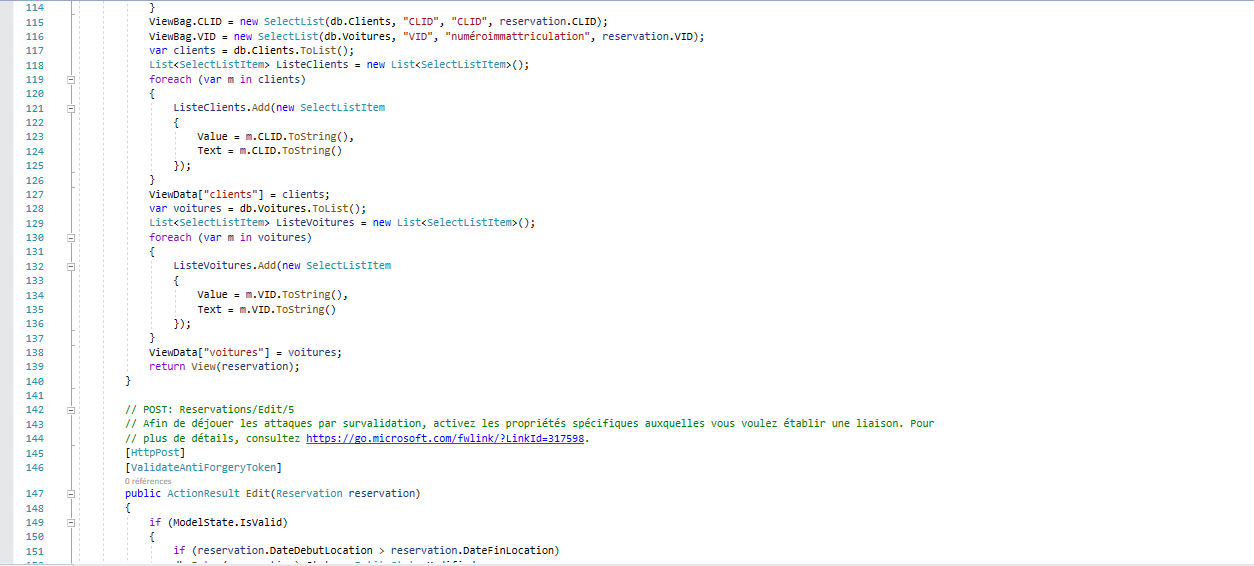 114 }
115 ViewBag.CLID = new SelectList(db.Clients, "CLID", "CLID", reservation.CLID);
116 ViewBag.VID = new SelectList(db.Voitures, "VID", "numéroimmattriculation", reservation.VID);
117 var clients = db.Clients.ToList();
118 List<SelectListItem> ListeClients = new List<SelectListItem>();
119 foreach (var m in clients)
120 {
121 ListeClients.Add(new SelectListItem
122 {
123 Value = m.CLID.ToString(),
124 Text = m.CLID.ToString()
125 });
126 }
127 ViewData["clients"] = clients;
128 var voitures = db.Voitures.ToList();
129 List<SelectListItem> ListeVoitures = new List<SelectListItem>();
130 foreach (var m in voitures)
131 {
132 ListeVoitures.Add(new SelectListItem
133 {
134 Value = m.VID.ToString(),
135 Text = m.VID.ToString()
136 });
137 }
138 ViewData["voitures"] = voitures;
139 return View(reservation);
140 }
141
142 // POST: Reservations/Edit/5
143 // Afin de déjouer les attaques par survalidation, activez les propriétés spécifiques auxquelles vous voulez établir une liaison. Pour
144 // plus de détails, consultez https://go.microsoft.com/fwlink/?LinkId=317598.
145 [HttpPost]
146 [ValidateAntiForgeryToken]
0 références
147 public ActionResult Edit(Reservation reservation)
148 {
149 if (ModelState.IsValid)
150 {
151 if (reservation.DateDebutLocation > reservation.DateFinLocation)